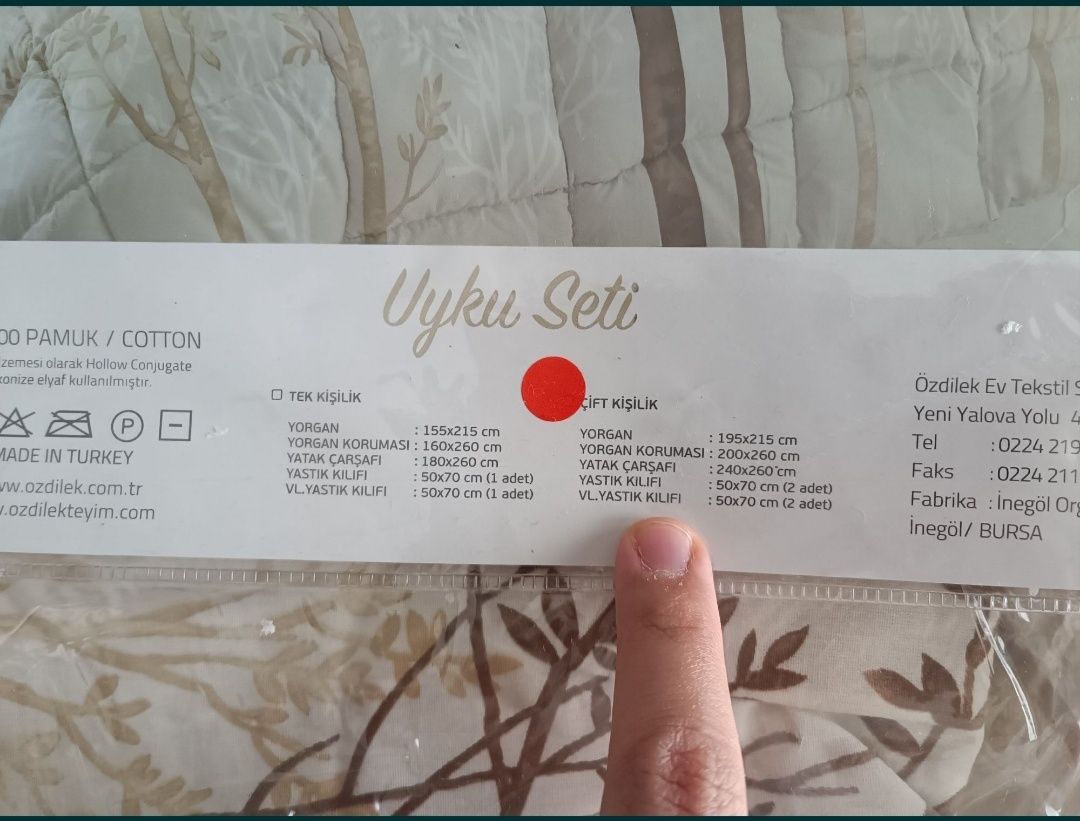 Uyku Seti
00 PAMUK / COTTON
olarak Hollow Conjugate
elyaf kullanılmıştır.
P
MADE IN TURKEY
ww.ozdilek.com.tr
.ozdilekteyim.com
TEK KİŞİLİK
YORGAN : 155x215 cm
YORGAN KORUMASI : 160x260 cm
YATAK ÇARŞAFI : 180x260 cm
YASTIK KILIFI : 50x70 cm (1 adet)
VL.YASTIK KILIFI : 50x70 cm (1 adet)
ÇİFT KİŞİLİK
YORGAN : 195x215 cm
YORGAN KORUMASI : 200x260 cm
YATAK ÇARŞAFI : 240x260 cm
YASTIK KILIFI : 50x70 cm (2 adet)
VL.YASTIK KILIFI : 50x70 cm (2 adet)
Özdilek Ev Tekstil S
Yeni Yalova Yolu 4
Tel : 0224 219
Faks : 0224 211
Fabrika : İnegöl Org
İnegöl/ BURSA